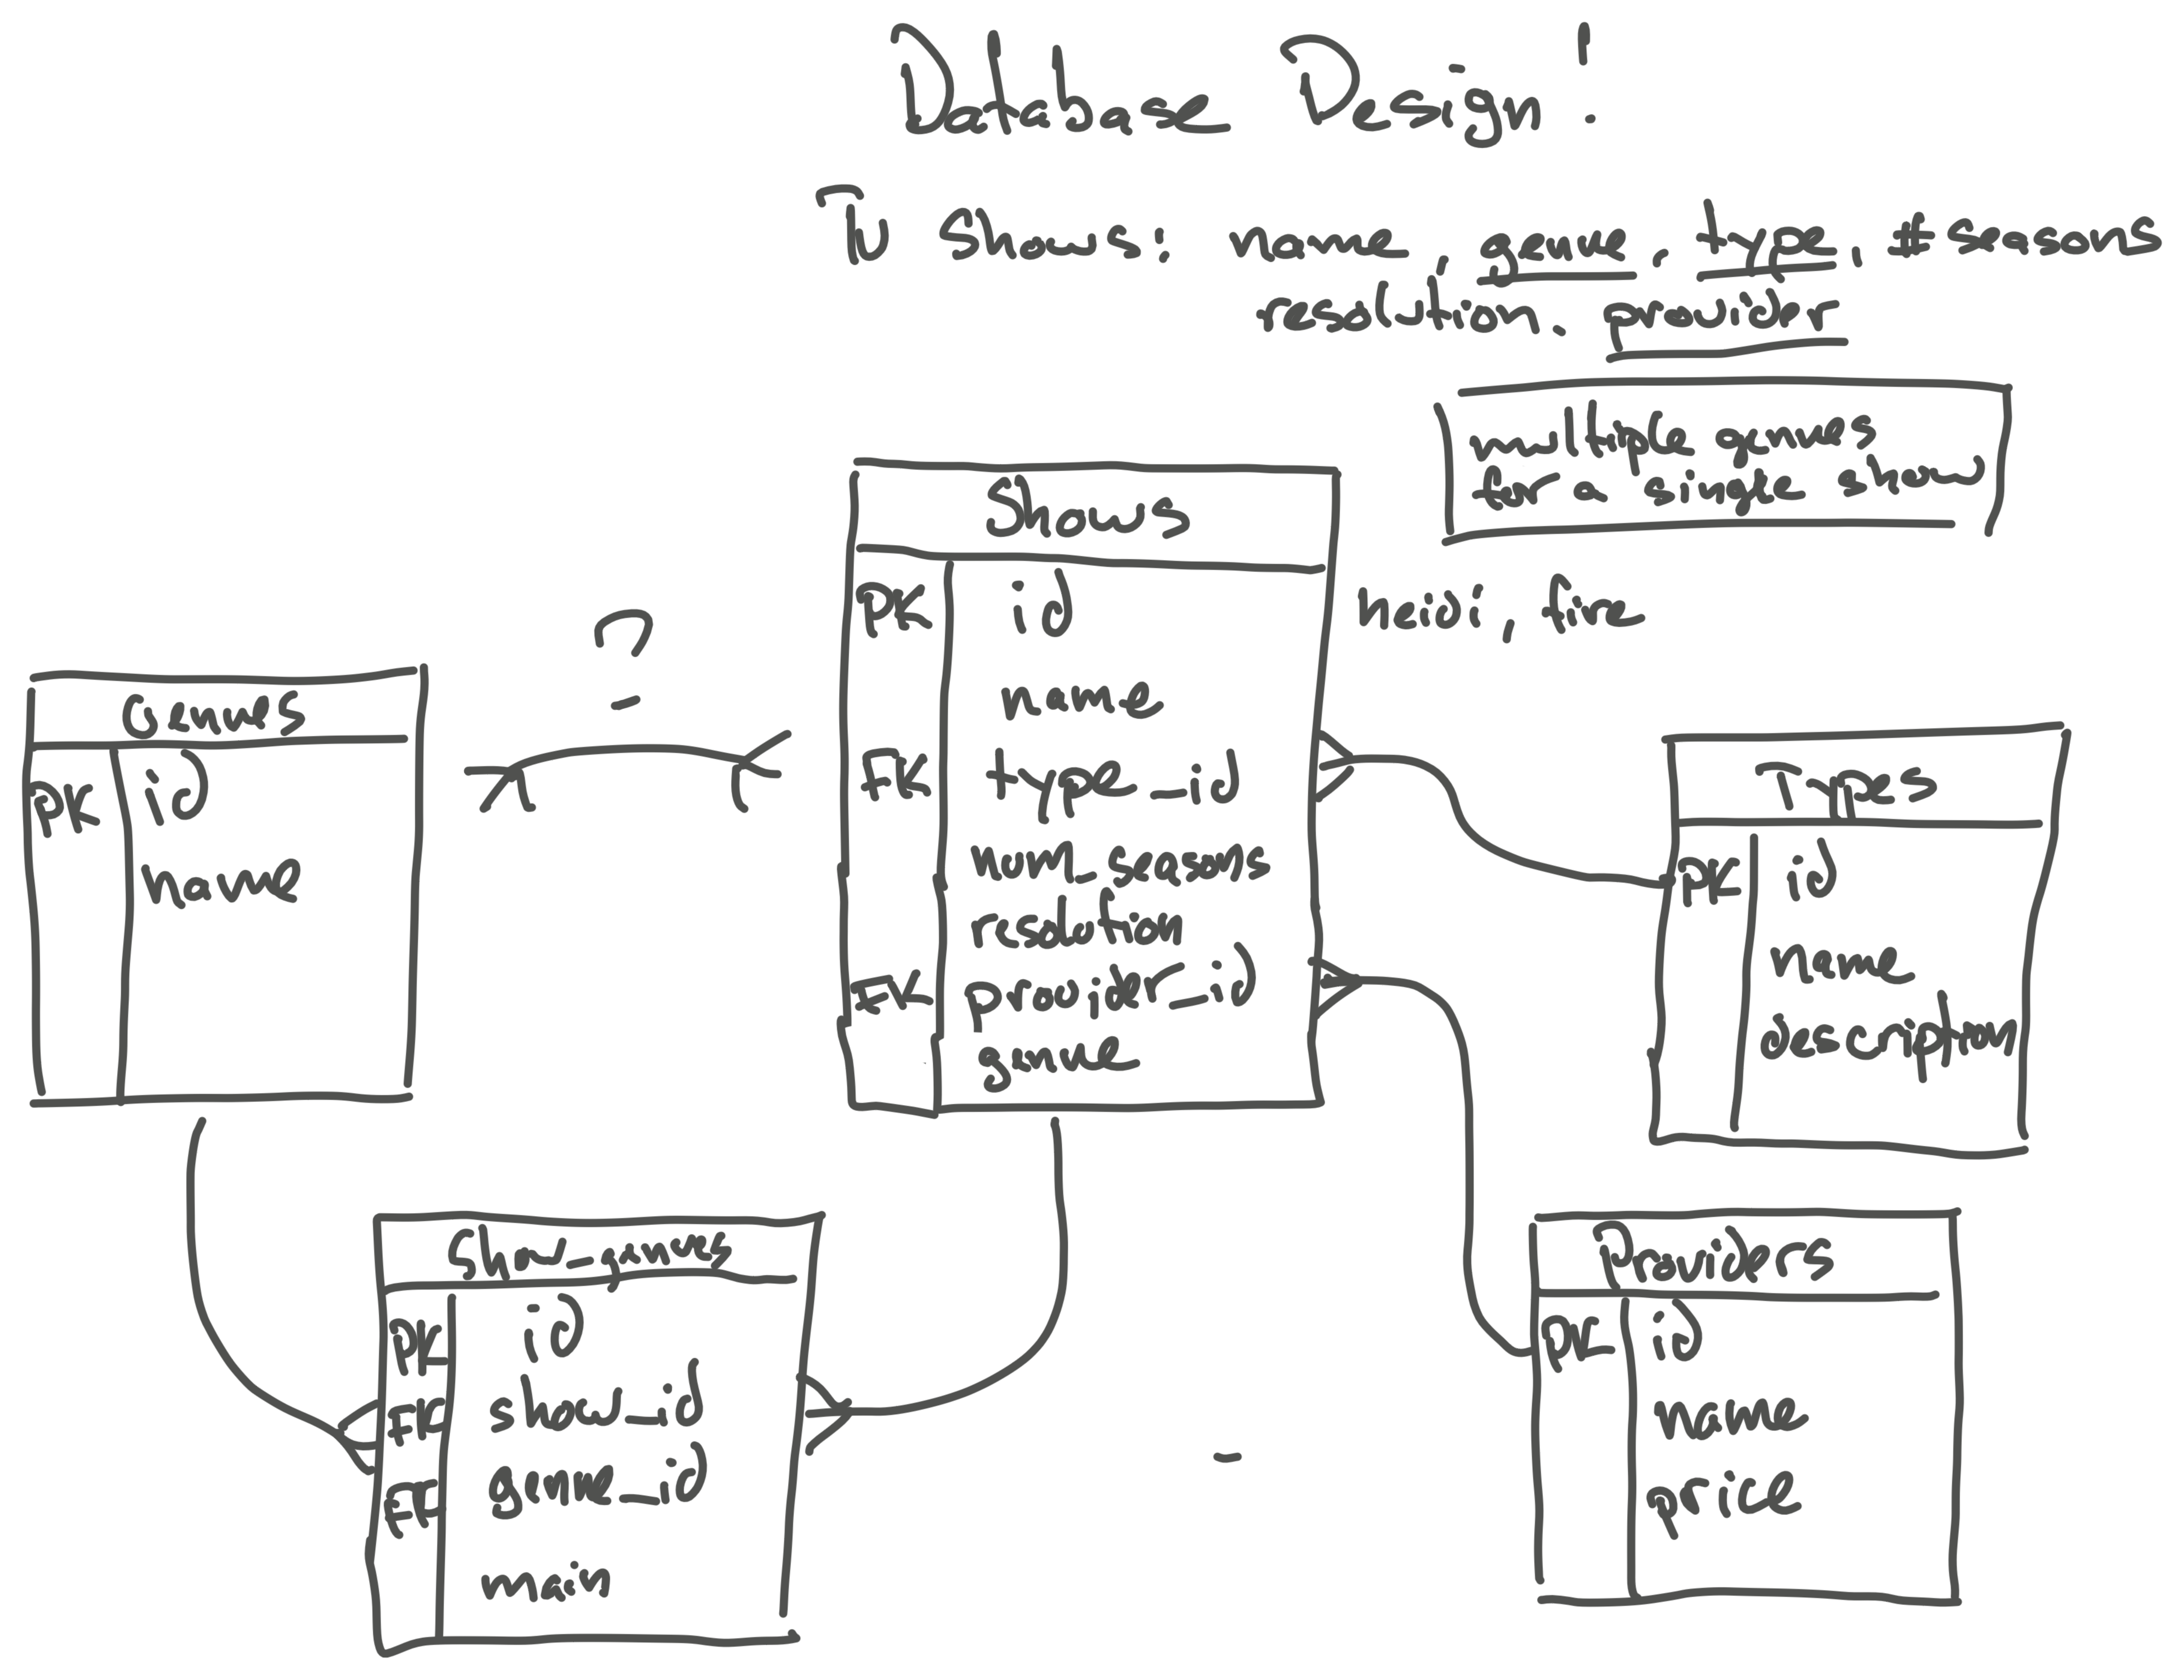 Database Design!
TV Shows: name, genre, type, # seasons
resolution, provider
multiple genres
for a single show
Shows
PK id
name
FK type_id
num_seasons
resolution
FK provider_id
genre
heidi, fire
?
Genres
PK id
name
Types
PK id
name
description
Show_genres
PK id
FK show_id
FK genre_id
main
Providers
PK id
name
price